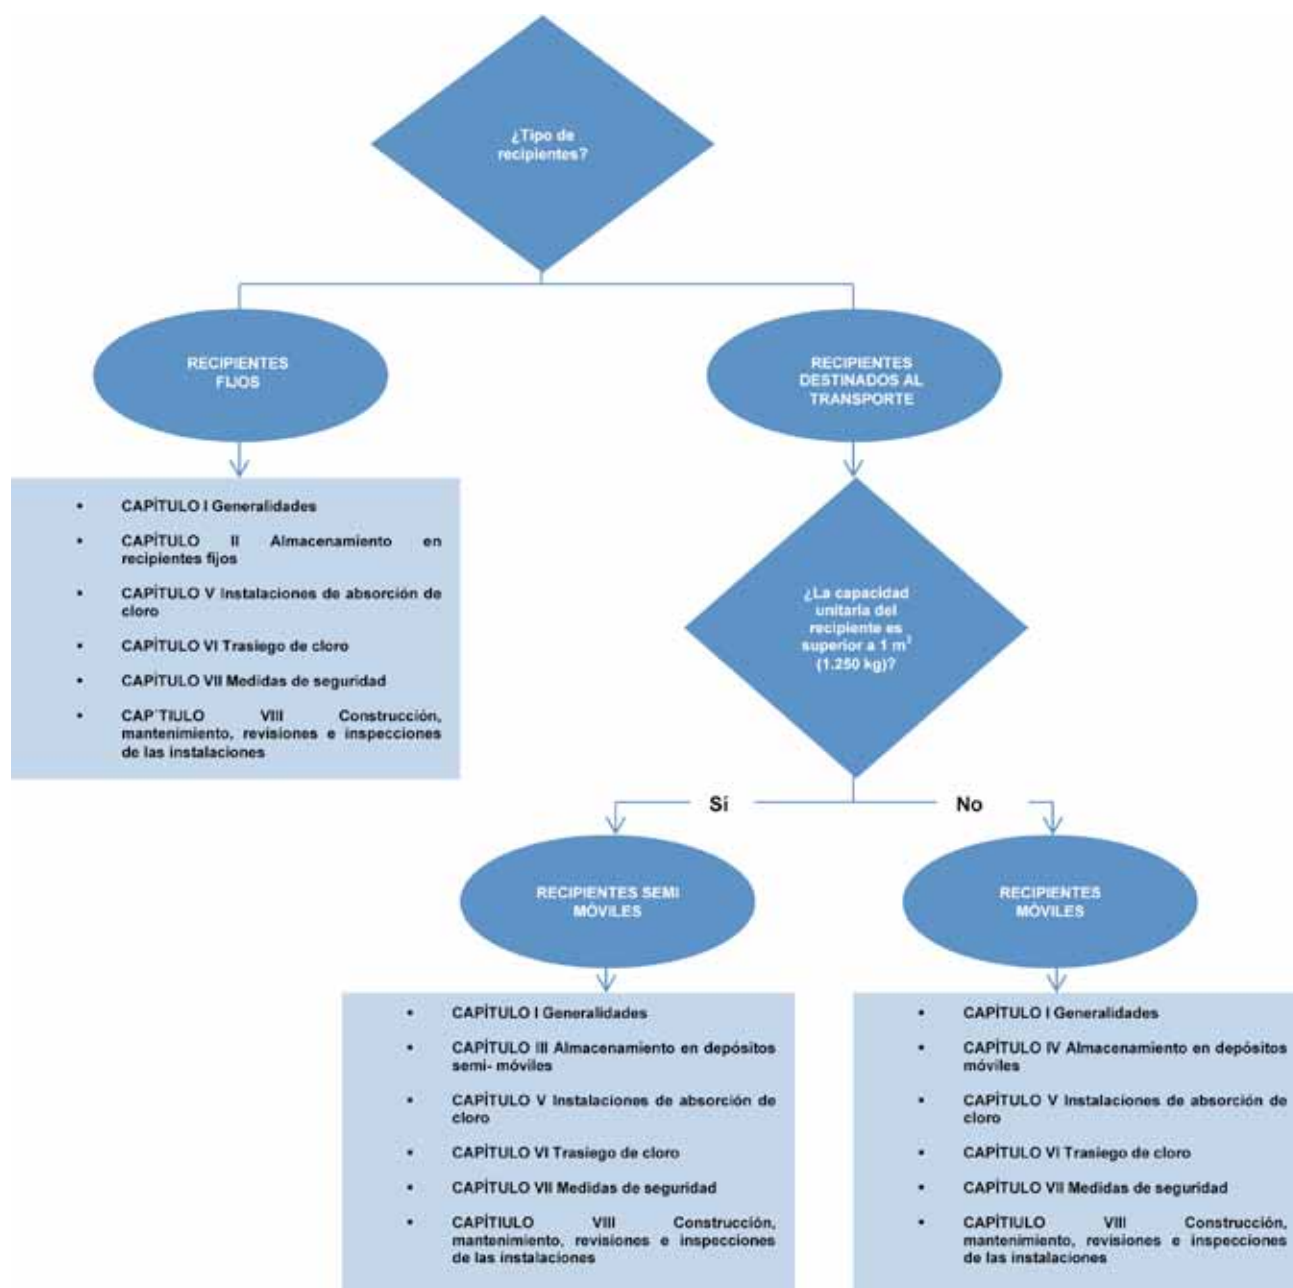 ¿Tipo de
recipientes?
RECIPIENTES
FIJOS
RECIPIENTES
DESTINADOS AL
TRANSPORTE
• CAPÍTULO I Generalidades
• CAPÍTULO II Almacenamiento en
recipientes fijos
• CAPÍTULO V Instalaciones de absorción de
cloro
• CAPÍTULO VI Trasiego de cloro
• CAPÍTULO VII Medidas de seguridad
• CAP´TIULO VIII Construcción,
mantenimiento, revisiones e inspecciones
de las instalaciones
¿La capacidad
unitaria del
recipiente es
superior a 1 m³
(1.250 kg)?
Sí
No
RECIPIENTES SEMI
MÓVILES
RECIPIENTES
MÓVILES
• CAPÍTULO I Generalidades
• CAPÍTULO III Almacenamiento en depósitos
semi- móviles
• CAPÍTULO V Instalaciones de absorción de
cloro
• CAPÍTULO VI Trasiego de cloro
• CAPÍTULO VII Medidas de seguridad
• CAPÍTIULO VIII Construcción,
mantenimiento, revisiones e inspecciones
de las instalaciones
• CAPÍTULO I Generalidades
• CAPÍTULO IV Almacenamiento en depósitos
móviles
• CAPÍTULO V Instalaciones de absorción de
cloro
• CAPÍTULO VI Trasiego de cloro
• CAPÍTULO VII Medidas de seguridad
• CAPÍTIULO VIII Construcción,
mantenimiento, revisiones e inspecciones
de las instalaciones